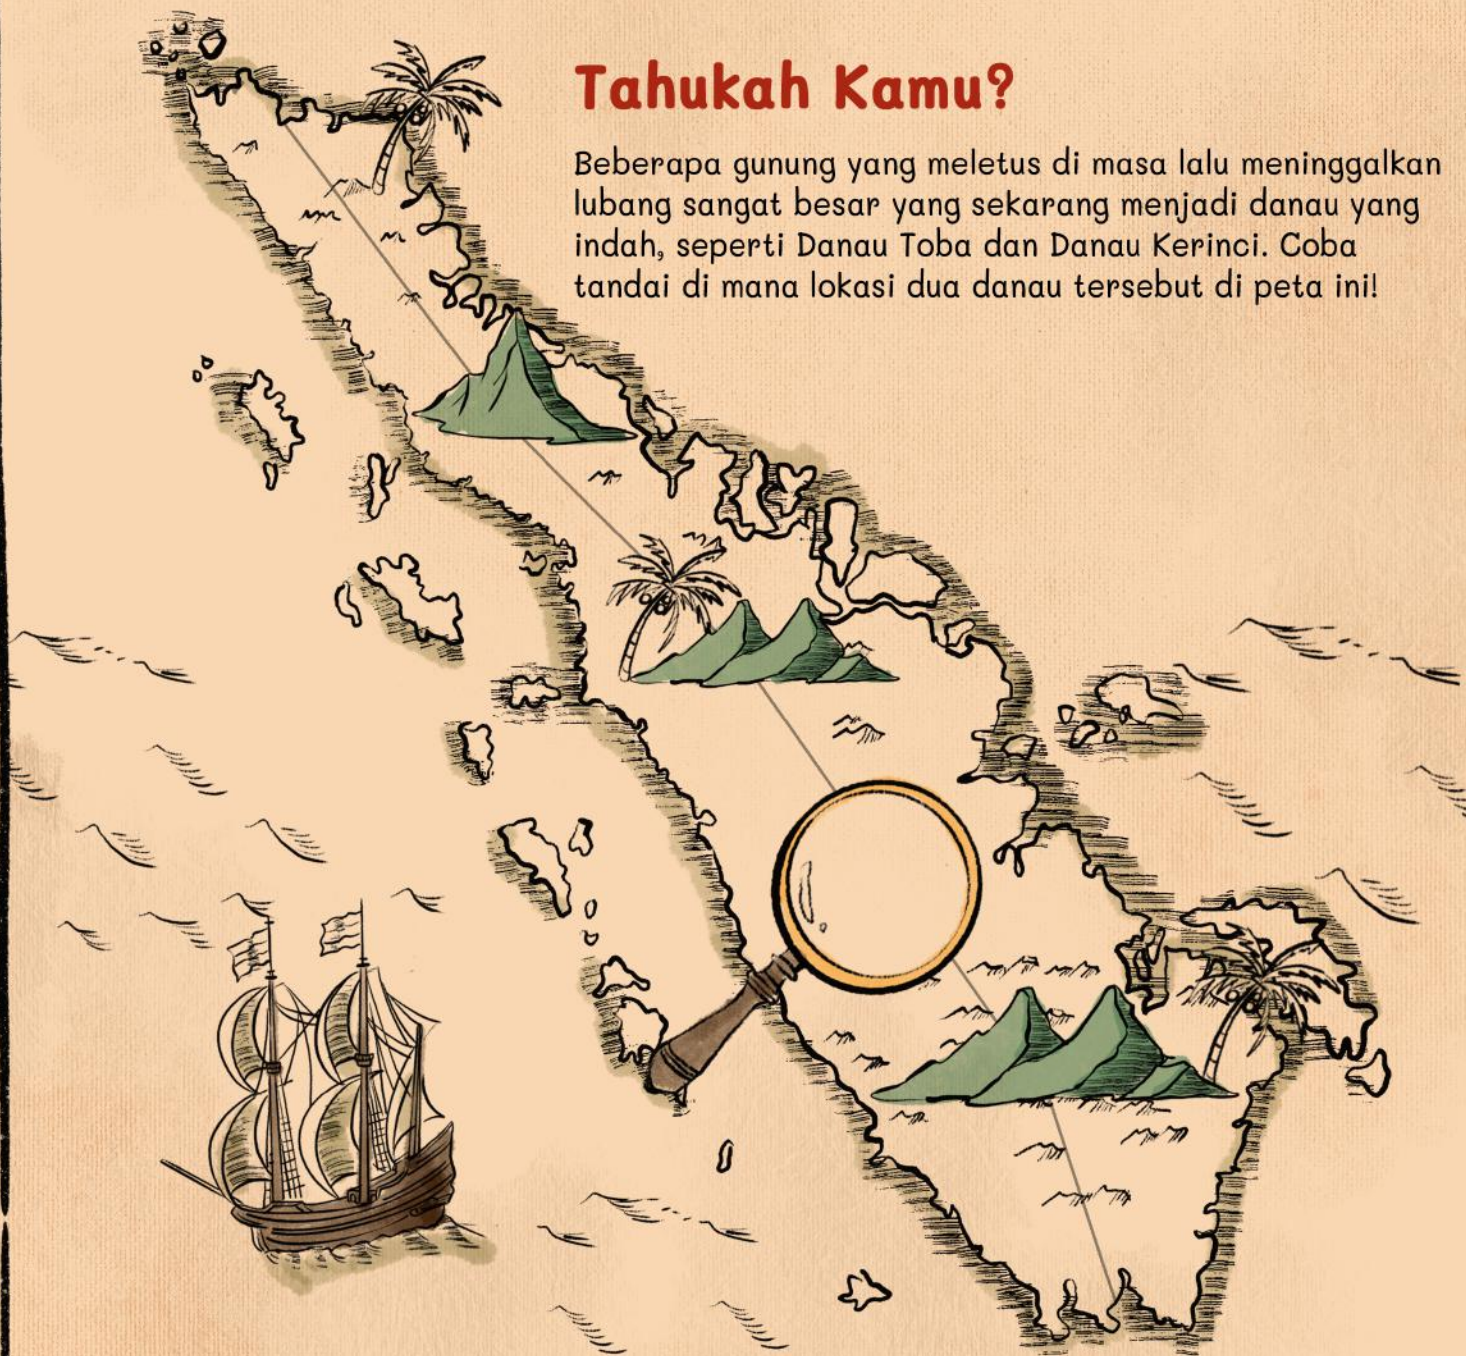 Tahukah Kamu?
Beberapa gunung yang meletus di masa lalu meninggalkan
lubang sangat besar yang sekarang menjadi danau yang
indah, seperti Danau Toba dan Danau Kerinci. Coba
tandai di mana lokasi dua danau tersebut di peta ini!